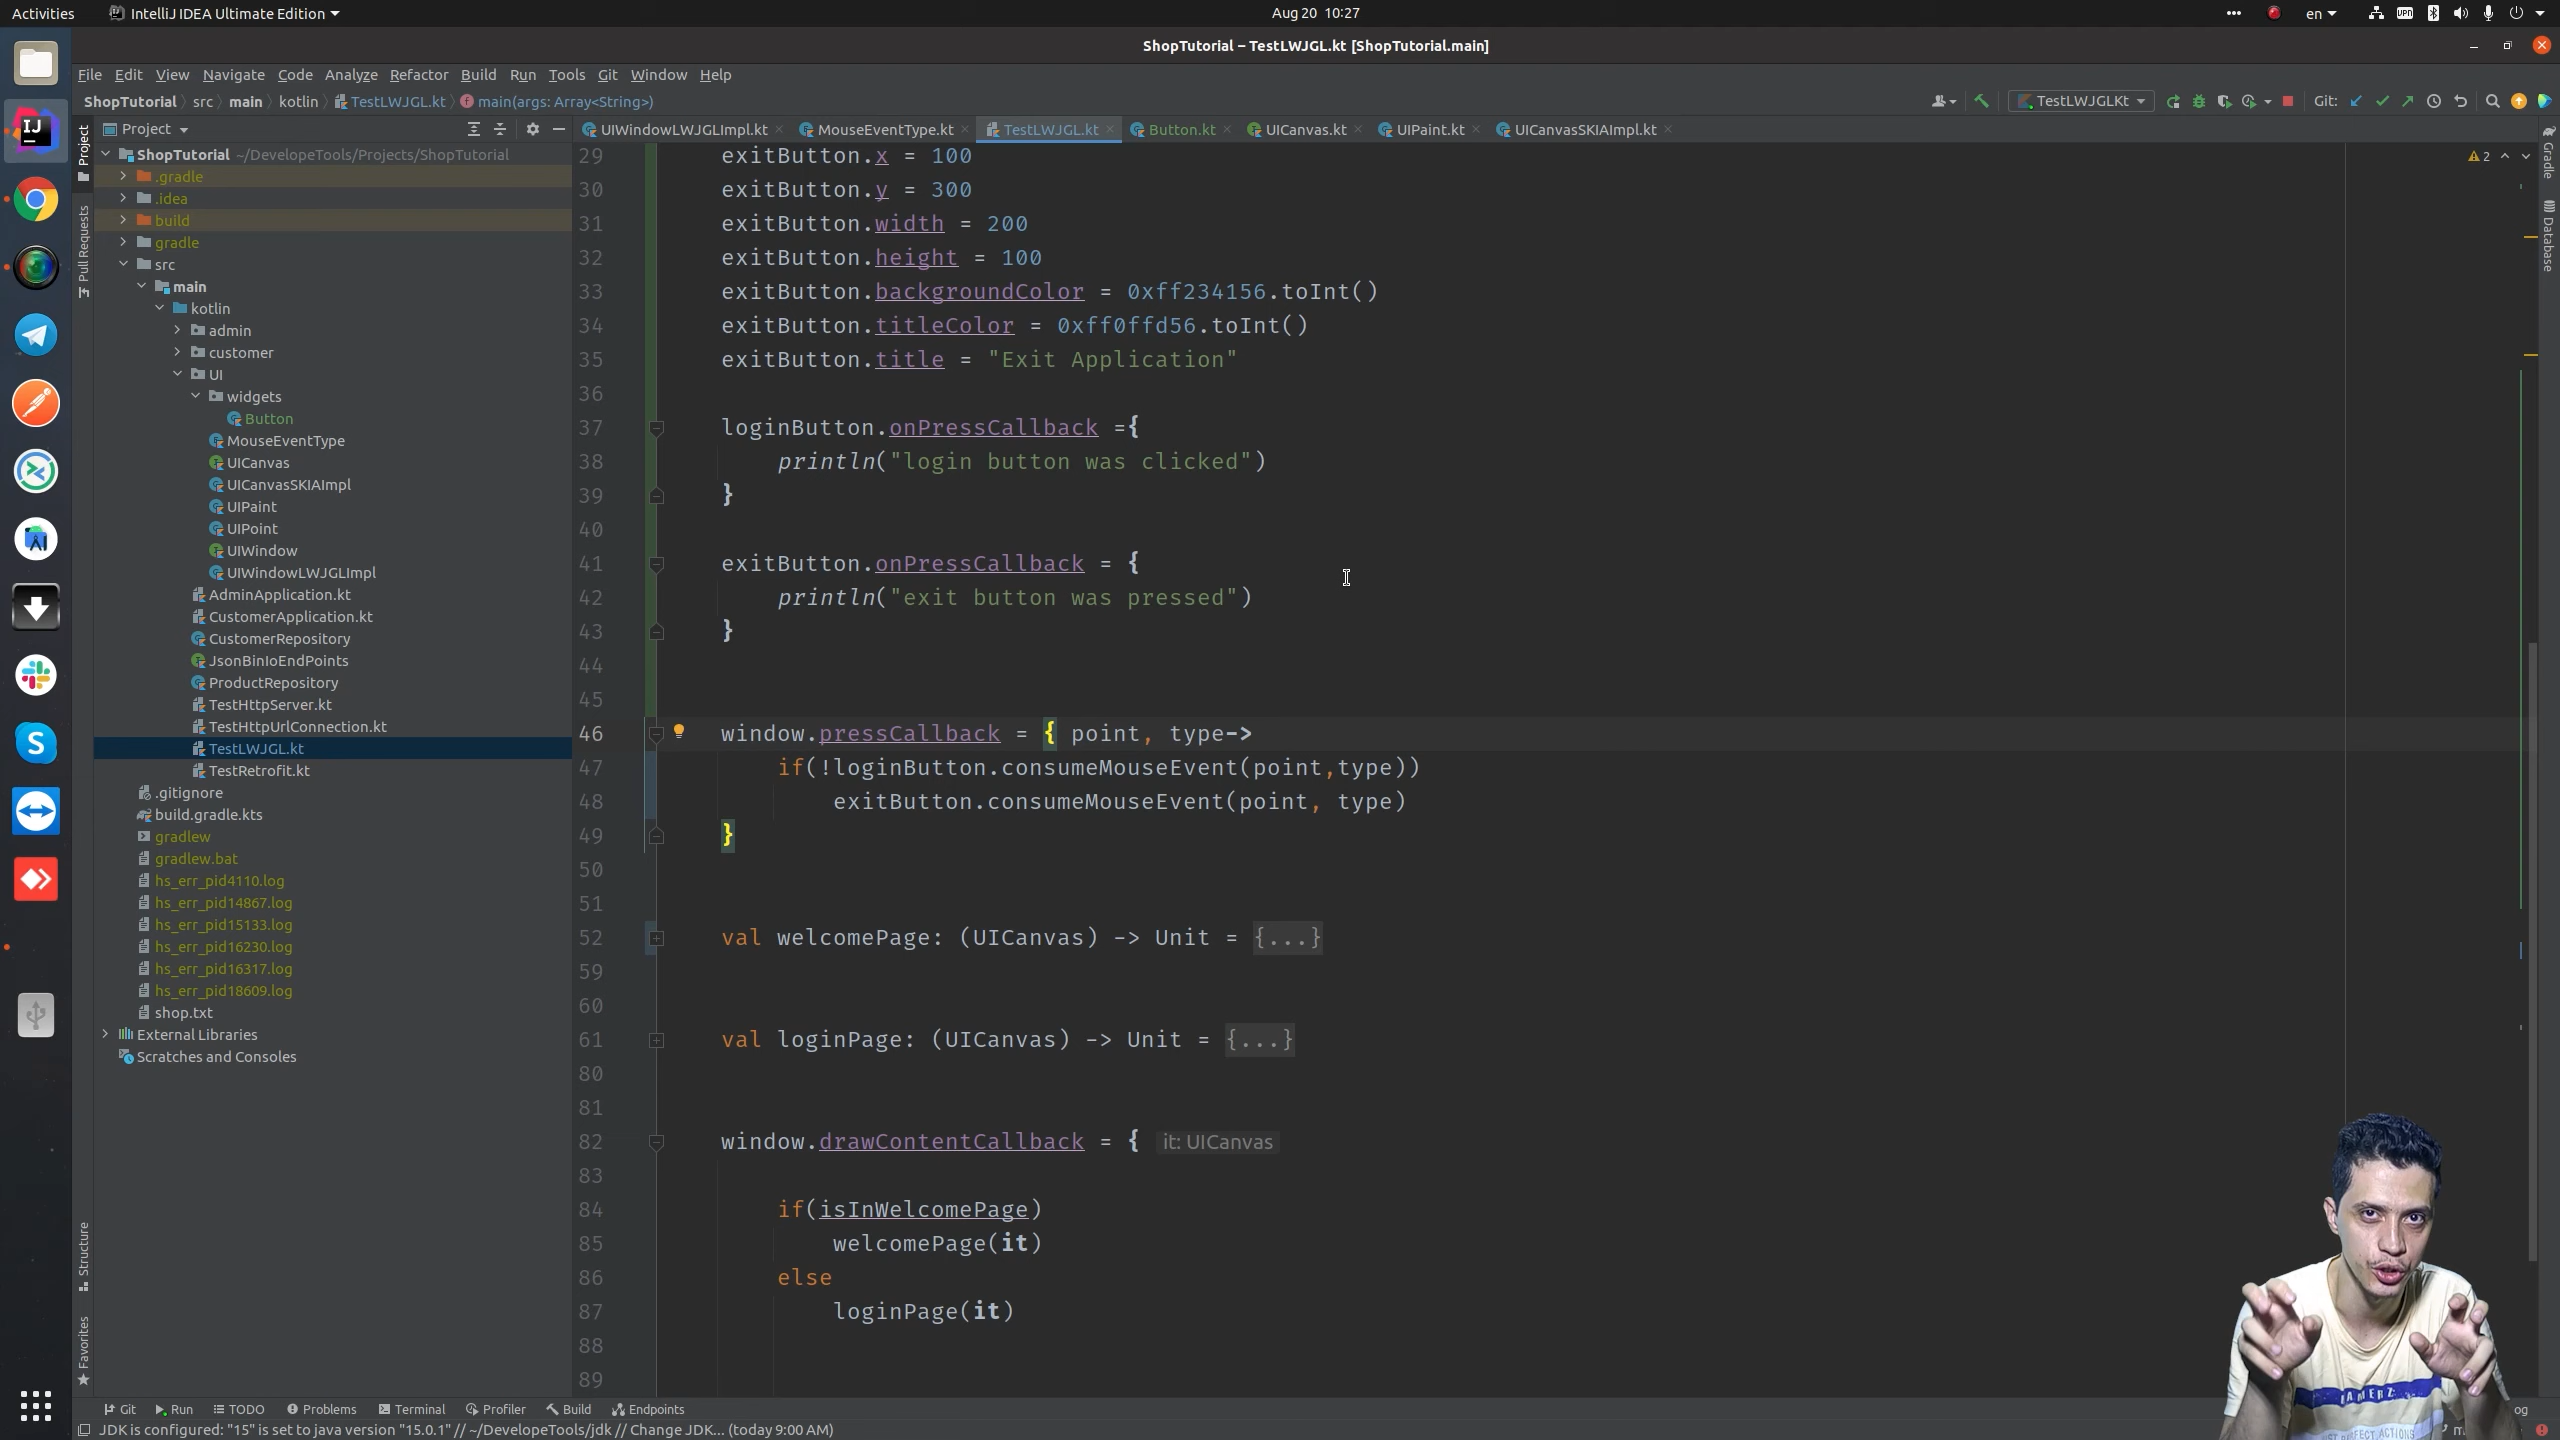 Activities IntelliJ IDEA Ultimate Edition Aug 20 10:27 en VPN
ShopTutorial – TestLWJGL.kt [ShopTutorial.main]
File Edit View Navigate Code Analyze Refactor Build Run Tools Git Window Help
ShopTutorial src main kotlin TestLWJGL.kt main(args: Array<String>) TestLWJGLKt Git:
Project
UIWindowLWJGLImpl.kt MouseEventType.kt TestLWJGL.kt Button.kt UICanvas.kt UIPaint.kt UICanvasSKIAImpl.kt
Project
Pull Requests
Structure
Favorites
ShopTutorial ~/DevelopeTools/Projects/ShopTutorial
.gradle
.idea
build
gradle
src
main
kotlin
admin
customer
UI
widgets
Button
MouseEventType
UICanvas
UICanvasSKIAImpl
UIPaint
UIPoint
UIWindow
UIWindowLWJGLImpl
AdminApplication.kt
CustomerApplication.kt
CustomerRepository
JsonBinIoEndPoints
ProductRepository
TestHttpServer.kt
TestHttpUrlConnection.kt
TestLWJGL.kt
TestRetrofit.kt
.gitignore
build.gradle.kts
gradlew
gradlew.bat
hs_err_pid4110.log
hs_err_pid14867.log
hs_err_pid15133.log
hs_err_pid16230.log
hs_err_pid16317.log
hs_err_pid18609.log
shop.txt
External Libraries
Scratches and Consoles
29 exitButton.x = 100
30 exitButton.y = 300
31 exitButton.width = 200
32 exitButton.height = 100
33 exitButton.backgroundColor = 0xff234156.toInt()
34 exitButton.titleColor = 0xff0ffd56.toInt()
35 exitButton.title = "Exit Application"
36
37 loginButton.onPressCallback ={
38 println("login button was clicked")
39 }
40
41 exitButton.onPressCallback = {
42 println("exit button was pressed")
43 }
44
45
46 window.pressCallback = { point, type->
47 if(!loginButton.consumeMouseEvent(point,type))
48 exitButton.consumeMouseEvent(point, type)
49 }
50
51
52 val welcomePage: (UICanvas) -> Unit = {...}
59
60
61 val loginPage: (UICanvas) -> Unit = {...}
80
81
82 window.drawContentCallback = { it: UICanvas
83
84 if(isInWelcomePage)
85 welcomePage(it)
86 else
87 loginPage(it)
88
89
2
Gradle
Database
Git Run TODO Problems Terminal Profiler Build Endpoints
JDK is configured: "15" is set to java version "15.0.1" // ~/DevelopeTools/jdk // Change JDK... (today 9:00 AM)